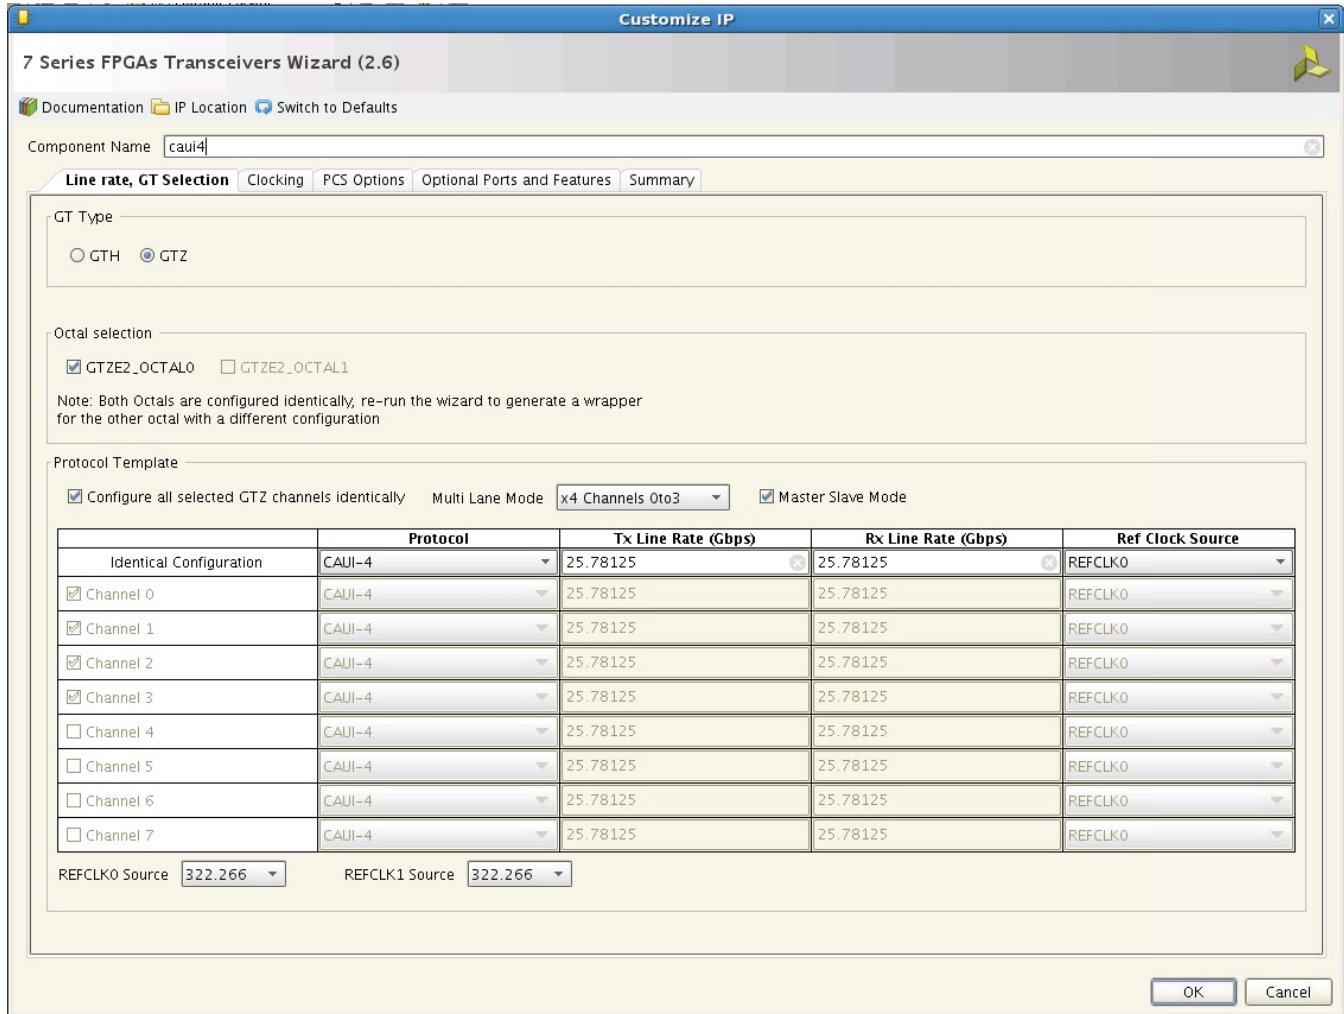 Customize IP
7 Series FPGAs Transceivers Wizard (2.6)
Documentation IP Location Switch to Defaults
Component Name caui4
Line rate, GT Selection Clocking PCS Options Optional Ports and Features Summary
GT Type
GTH GTZ
Octal selection
GTZE2_OCTAL0 GTZE2_OCTAL1
Note: Both Octals are configured identically, re-run the wizard to generate a wrapper
for the other octal with a different configuration
Protocol Template
Configure all selected GTZ channels identically Multi Lane Mode x4 Channels 0to3 Master Slave Mode
Protocol Tx Line Rate (Gbps) Rx Line Rate (Gbps) Ref Clock Source
Identical Configuration CAUI-4 25.78125 25.78125 REFCLK0
Channel 0 CAUI-4 25.78125 25.78125 REFCLK0
Channel 1 CAUI-4 25.78125 25.78125 REFCLK0
Channel 2 CAUI-4 25.78125 25.78125 REFCLK0
Channel 3 CAUI-4 25.78125 25.78125 REFCLK0
Channel 4 CAUI-4 25.78125 25.78125 REFCLK0
Channel 5 CAUI-4 25.78125 25.78125 REFCLK0
Channel 6 CAUI-4 25.78125 25.78125 REFCLK0
Channel 7 CAUI-4 25.78125 25.78125 REFCLK0
REFCLK0 Source 322.266 REFCLK1 Source 322.266
OK Cancel